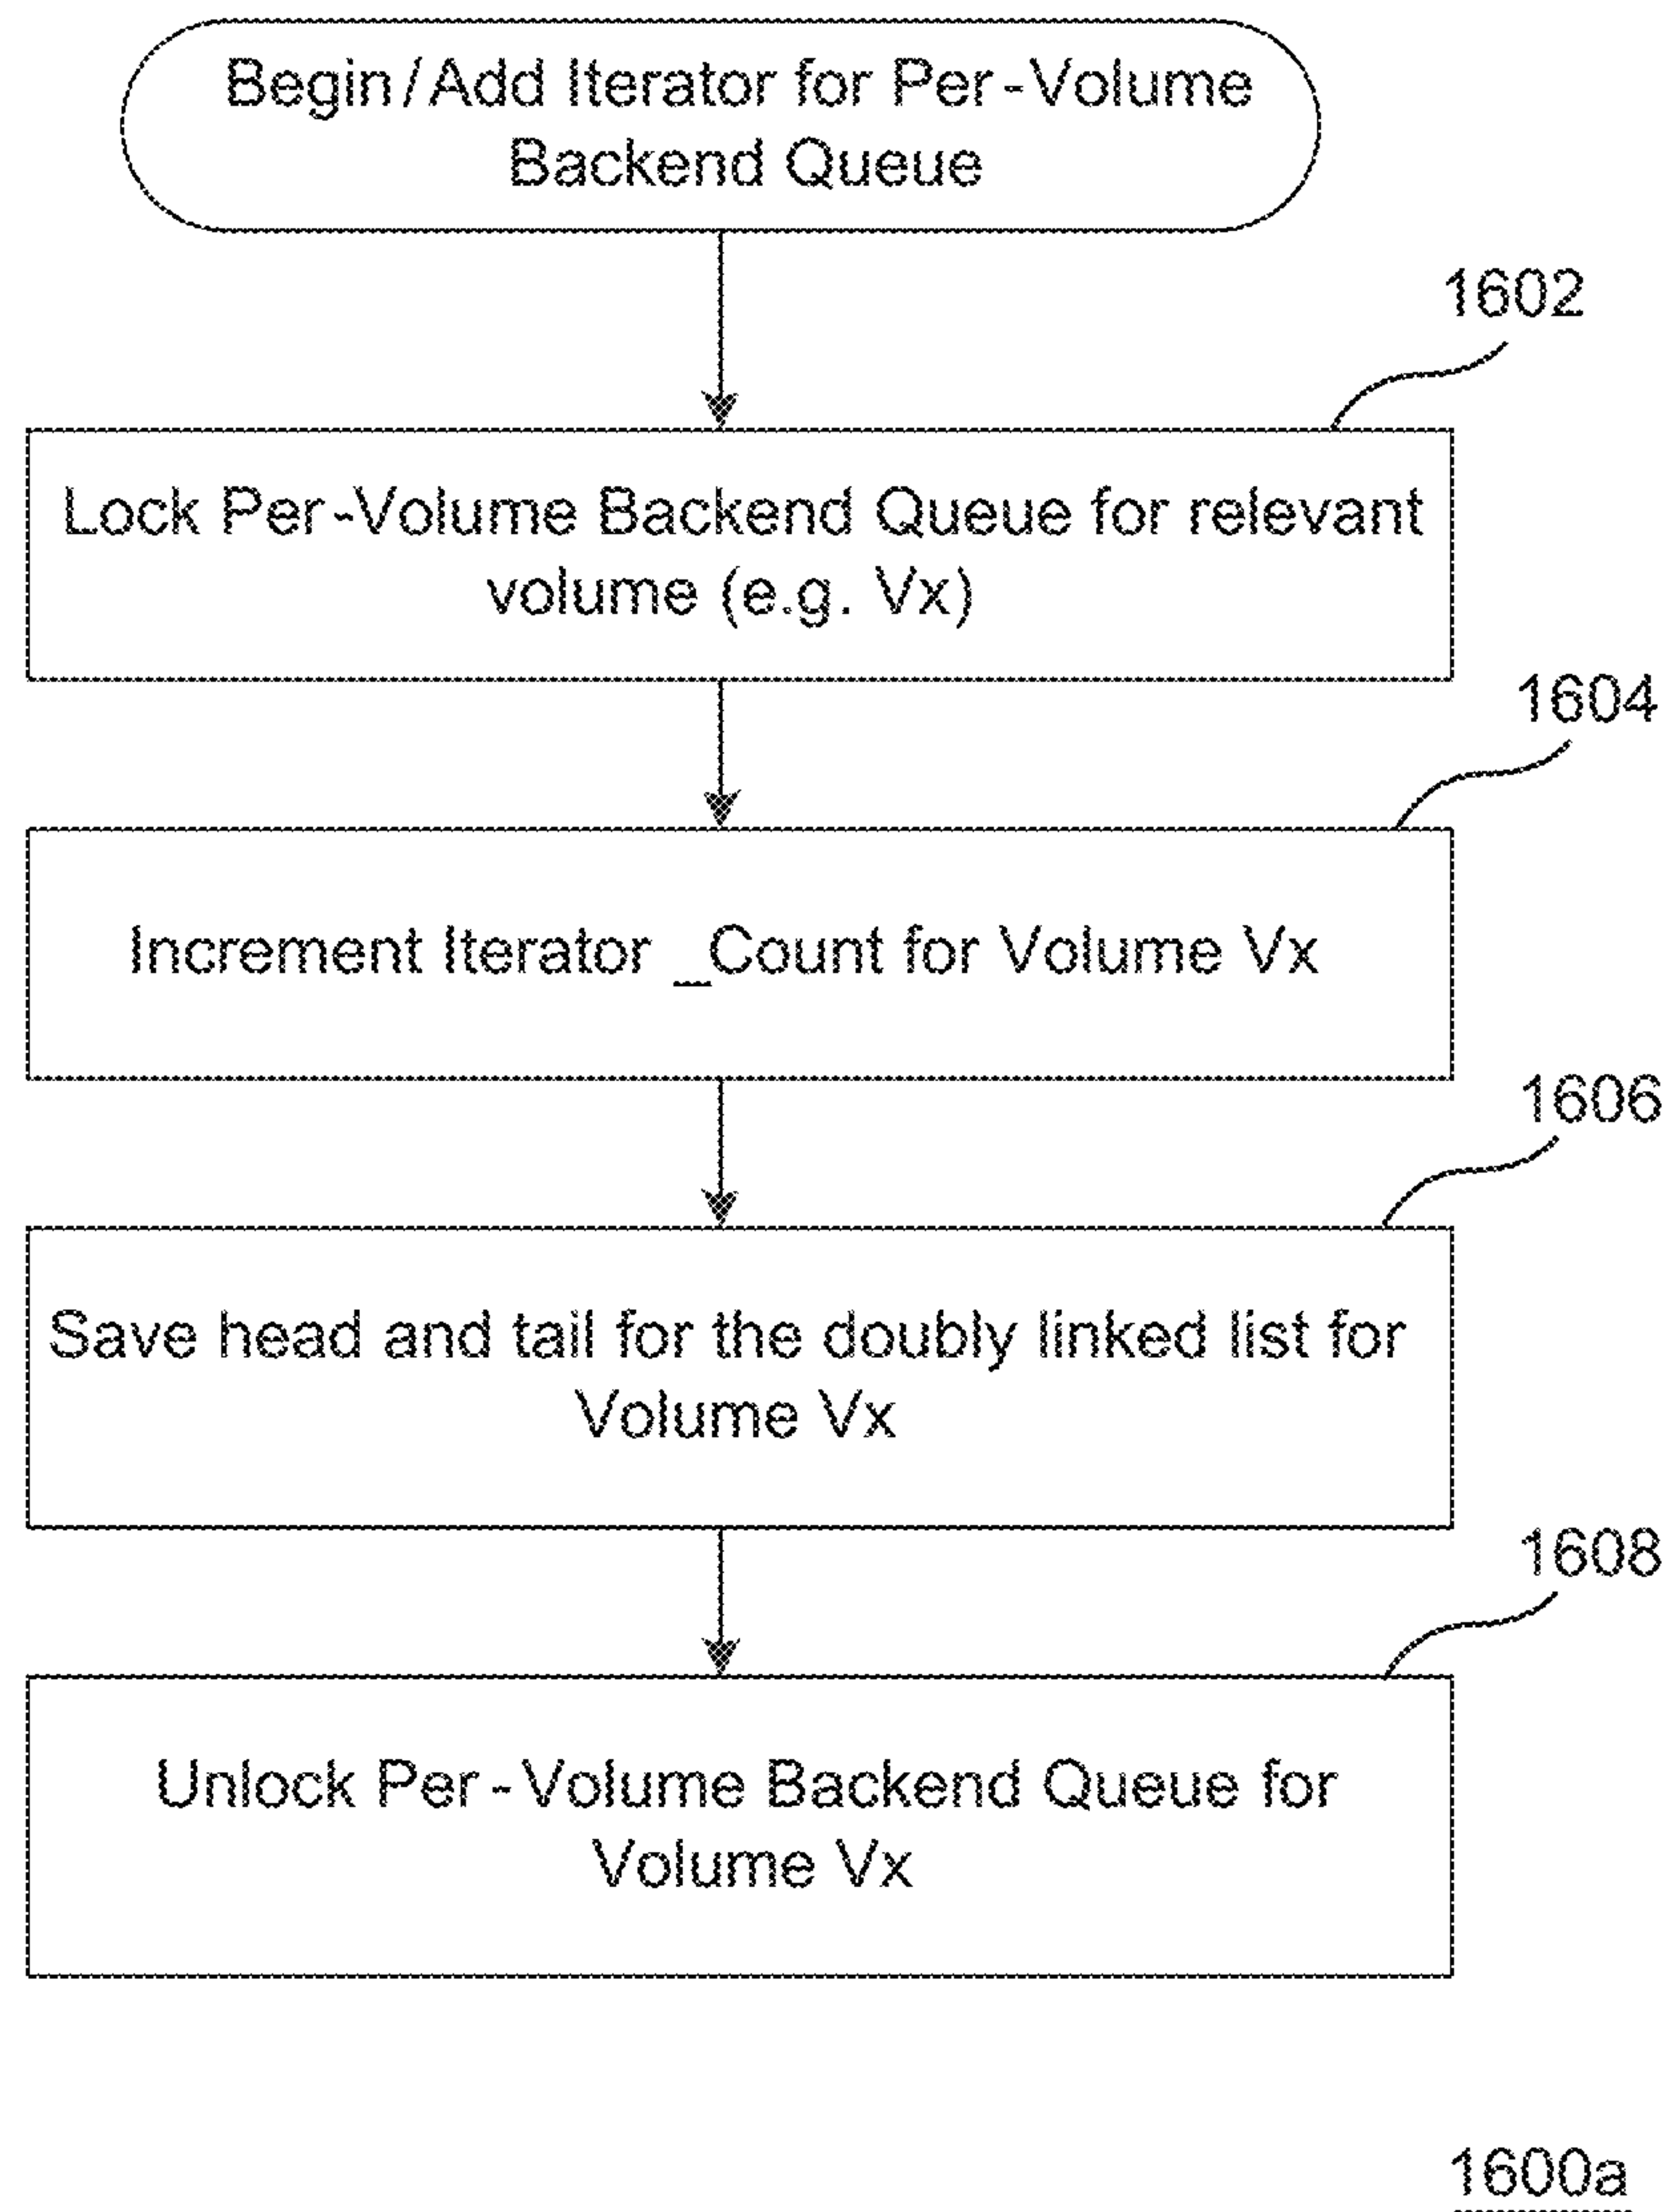 Begin/Add Iterator for Per-Volume
Backend Queue
1602
Lock Per-Volume Backend Queue for relevant
volume (e.g. Vx)
1604
Increment Iterator _Count for Volume Vx
1606
Save head and tail for the doubly linked list for
Volume Vx
1608
Unlock Per-Volume Backend Queue for
Volume Vx
1600a